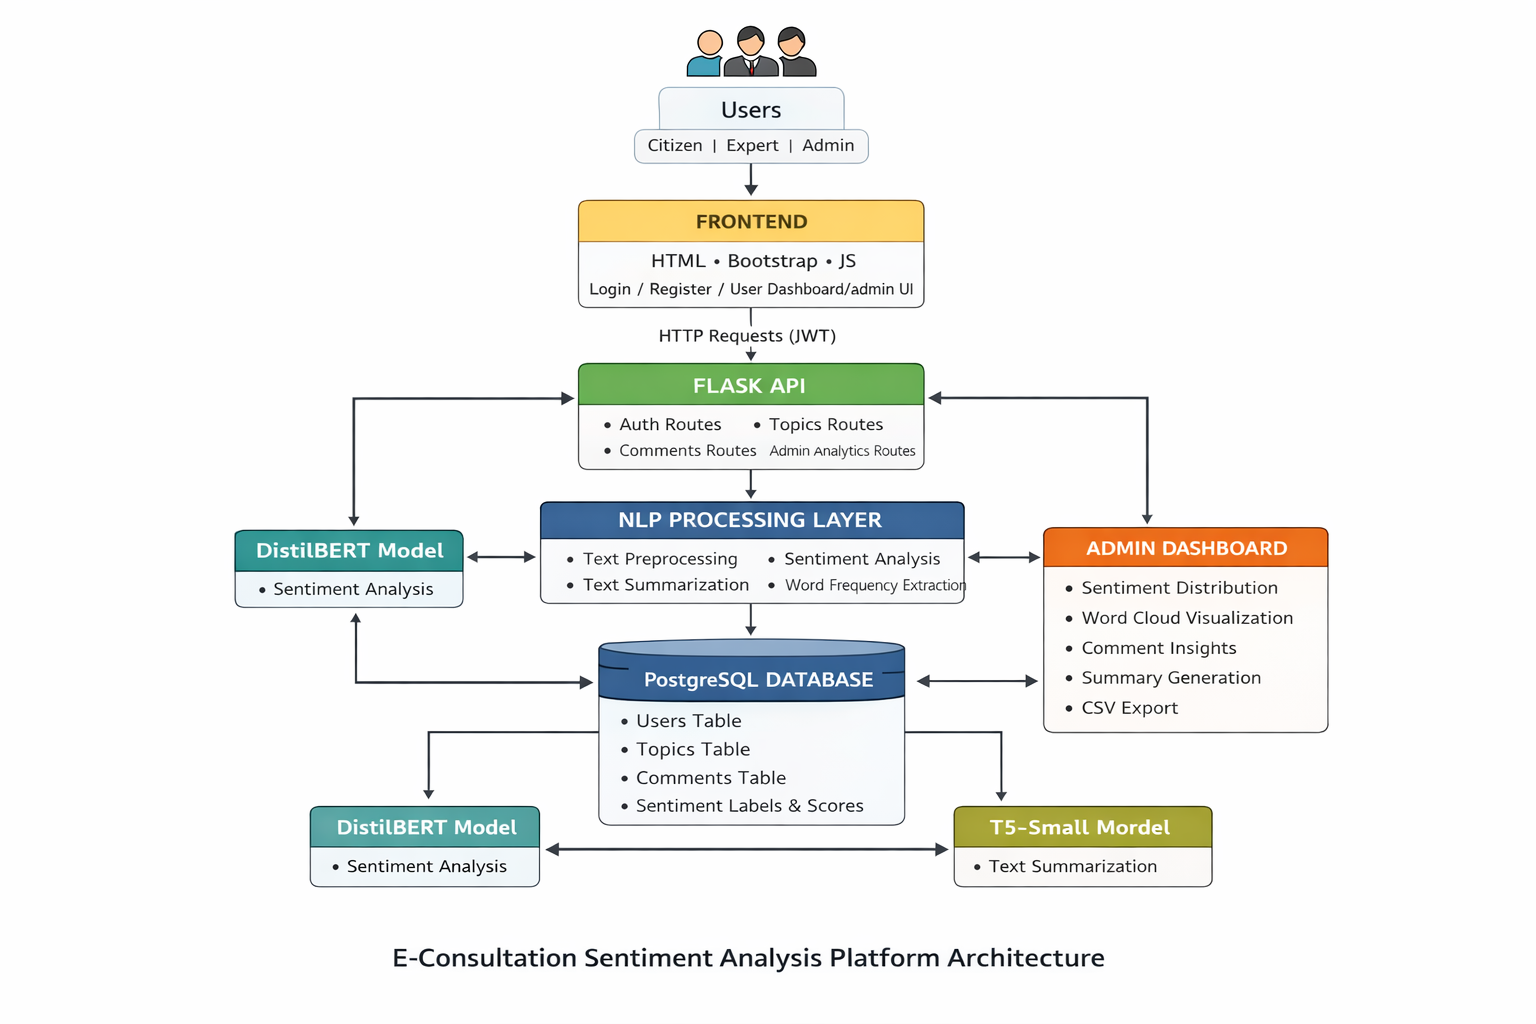 Users
Citizen | Expert | Admin
FRONTEND
HTML • Bootstrap • JS
Login / Register / User Dashboard/admin UI
HTTP Requests (JWT)
FLASK API
• Auth Routes • Topics Routes
• Comments Routes Admin Analytics Routes
NLP PROCESSING LAYER
• Text Preprocessing • Sentiment Analysis
• Text Summarization • Word Frequency Extraction
DistilBERT Model
• Sentiment Analysis
ADMIN DASHBOARD
• Sentiment Distribution
• Word Cloud Visualization
• Comment Insights
• Summary Generation
• CSV Export
PostgreSQL DATABASE
• Users Table
• Topics Table
• Comments Table
• Sentiment Labels & Scores
DistilBERT Model
• Sentiment Analysis
T5-Small Mordel
• Text Summarization
E-Consultation Sentiment Analysis Platform Architecture